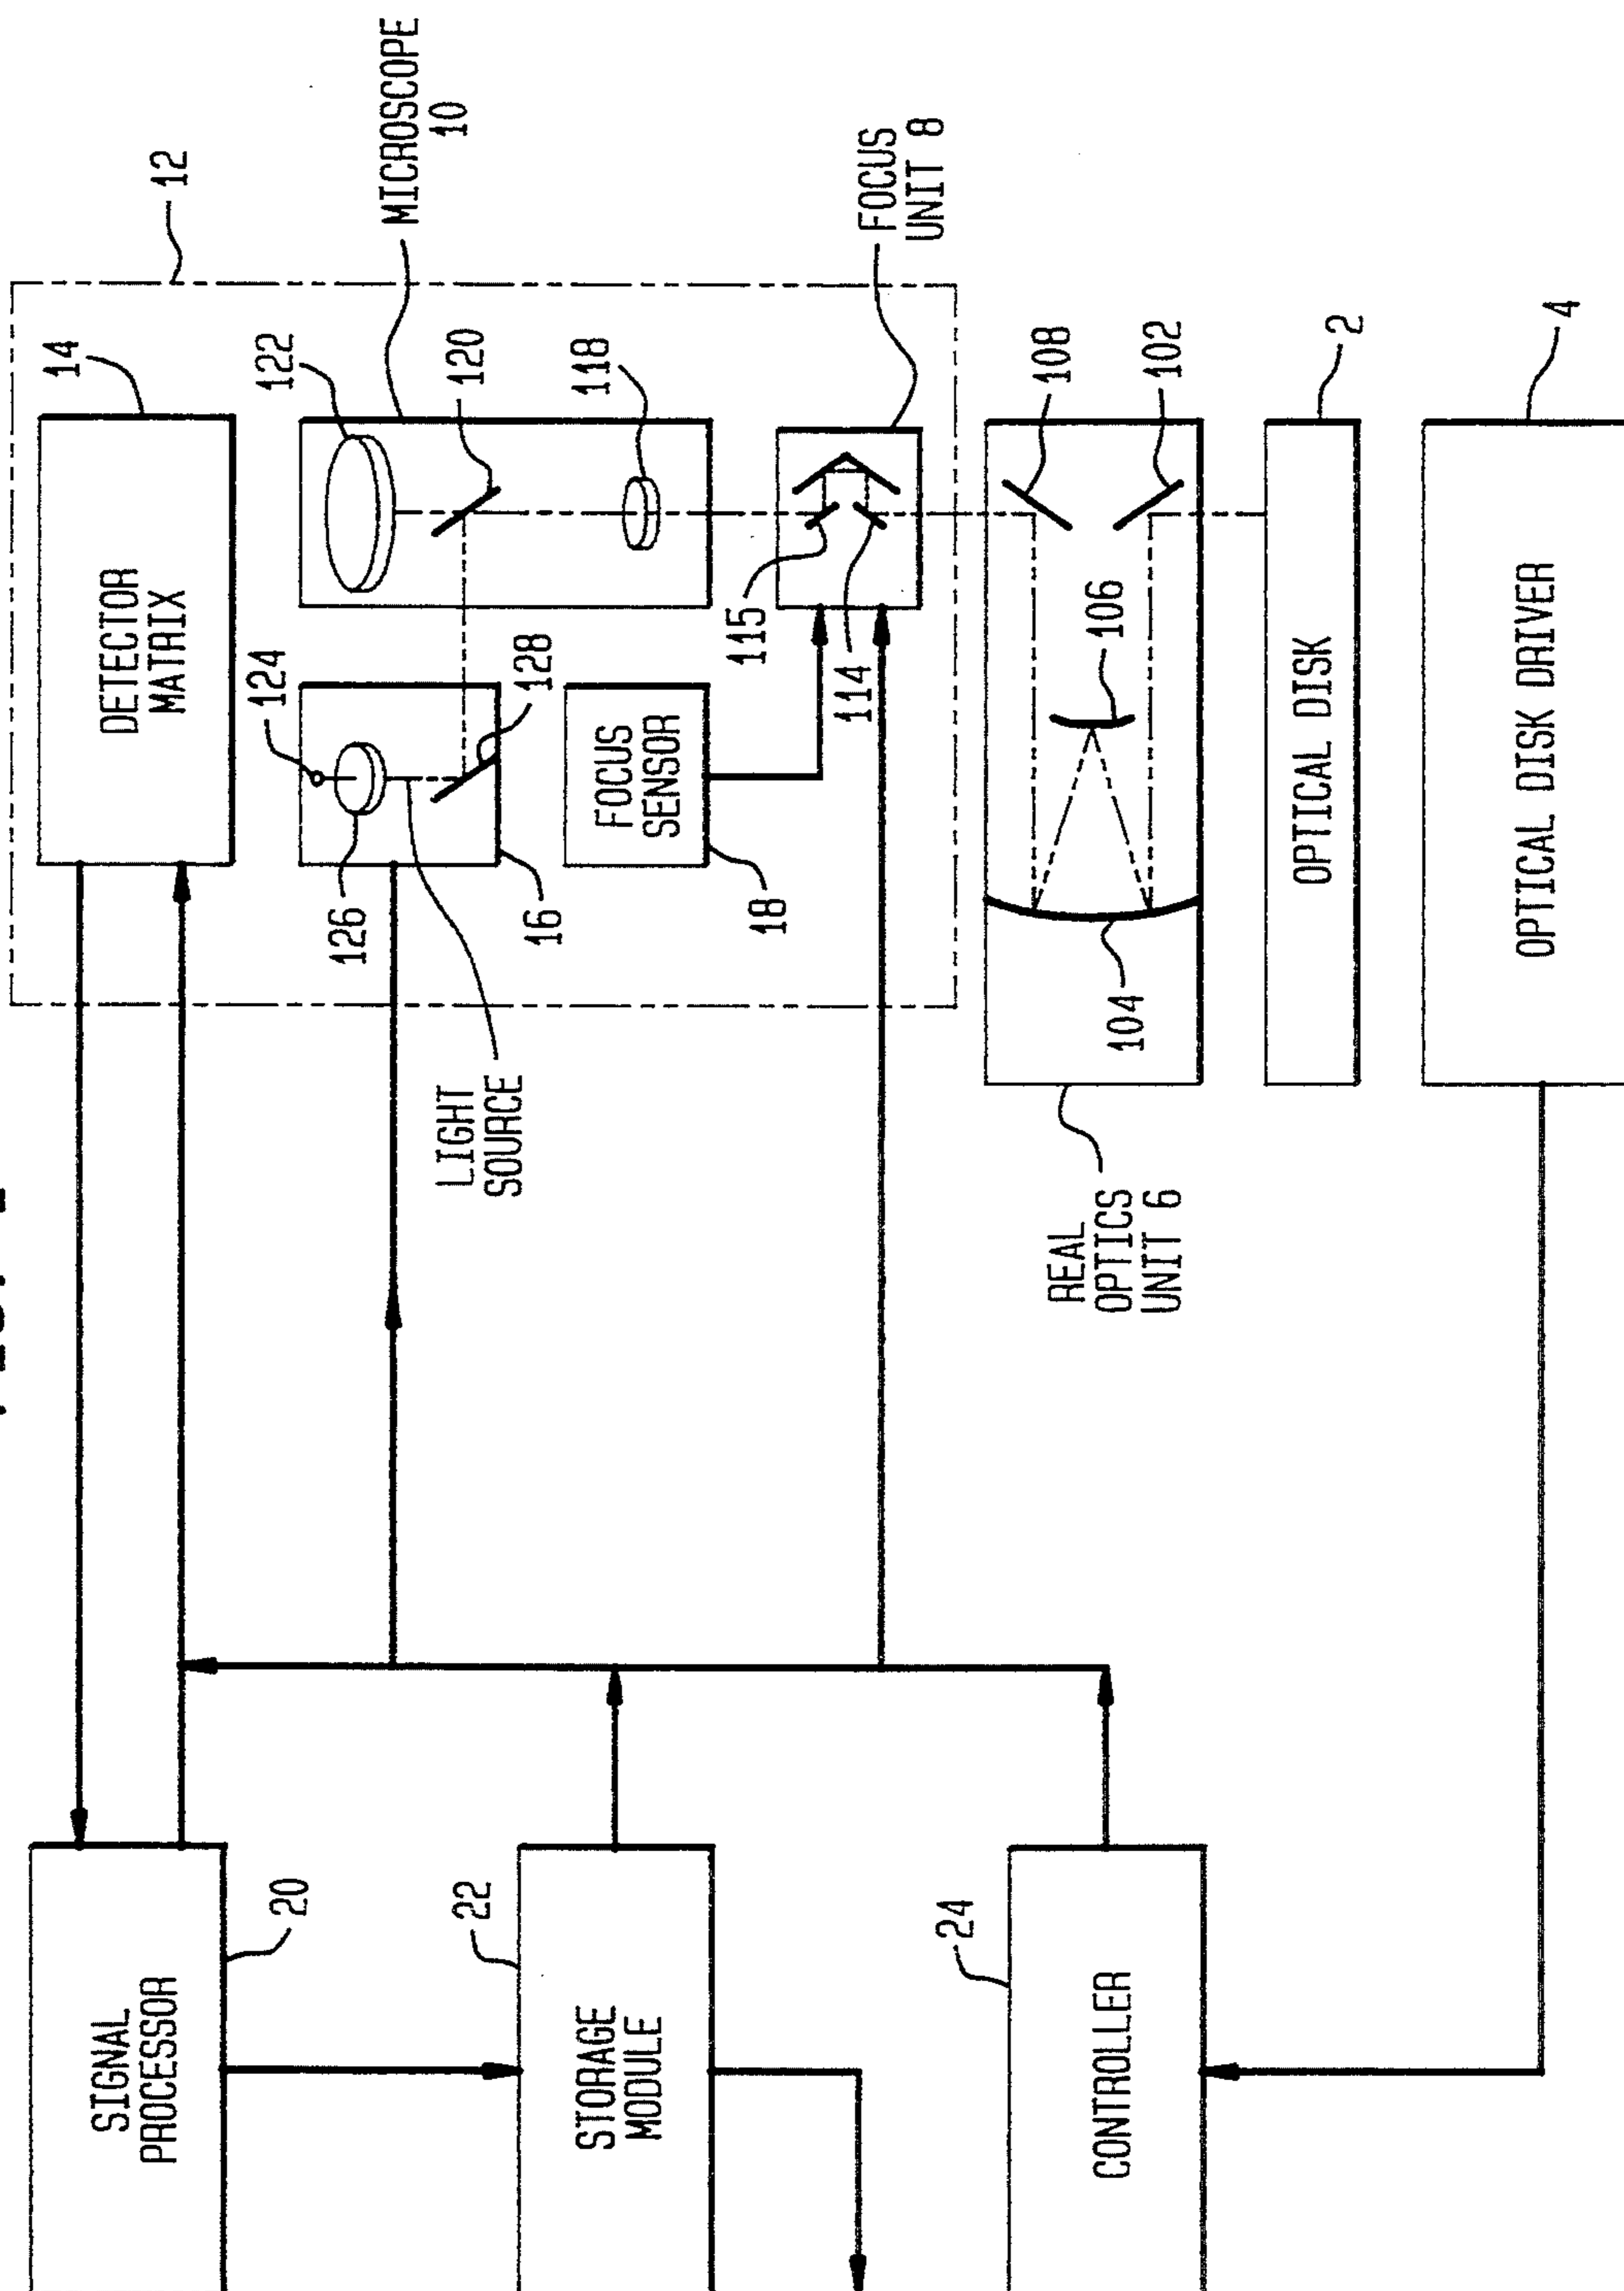 12
14
DETECTOR
MATRIX
MICROSCOPE
10
122
120
118
124
126
128
16
LIGHT
SOURCE
FOCUS
SENSOR
18
FOCUS
UNIT 8
115
114
108
102
106
104
REAL
OPTICS
UNIT 6
OPTICAL DISK
2
OPTICAL DISK DRIVER
4
SIGNAL
PROCESSOR
20
STORAGE
MODULE
22
CONTROLLER
24